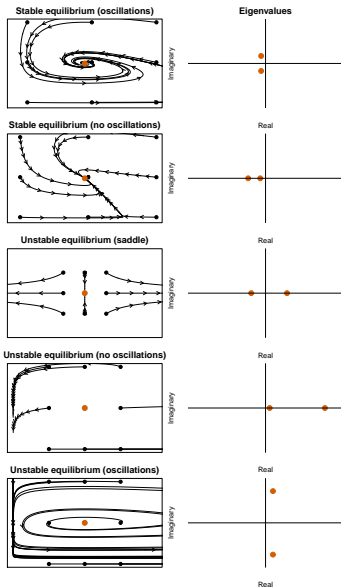 Stable equilibrium (oscillations)
Eigenvalues
Imaginary
Real
Stable equilibrium (no oscillations)
Imaginary
Real
Unstable equilibrium (saddle)
Imaginary
Real
Unstable equilibrium (no oscillations)
Imaginary
Real
Unstable equilibrium (oscillations)
Imaginary
Real